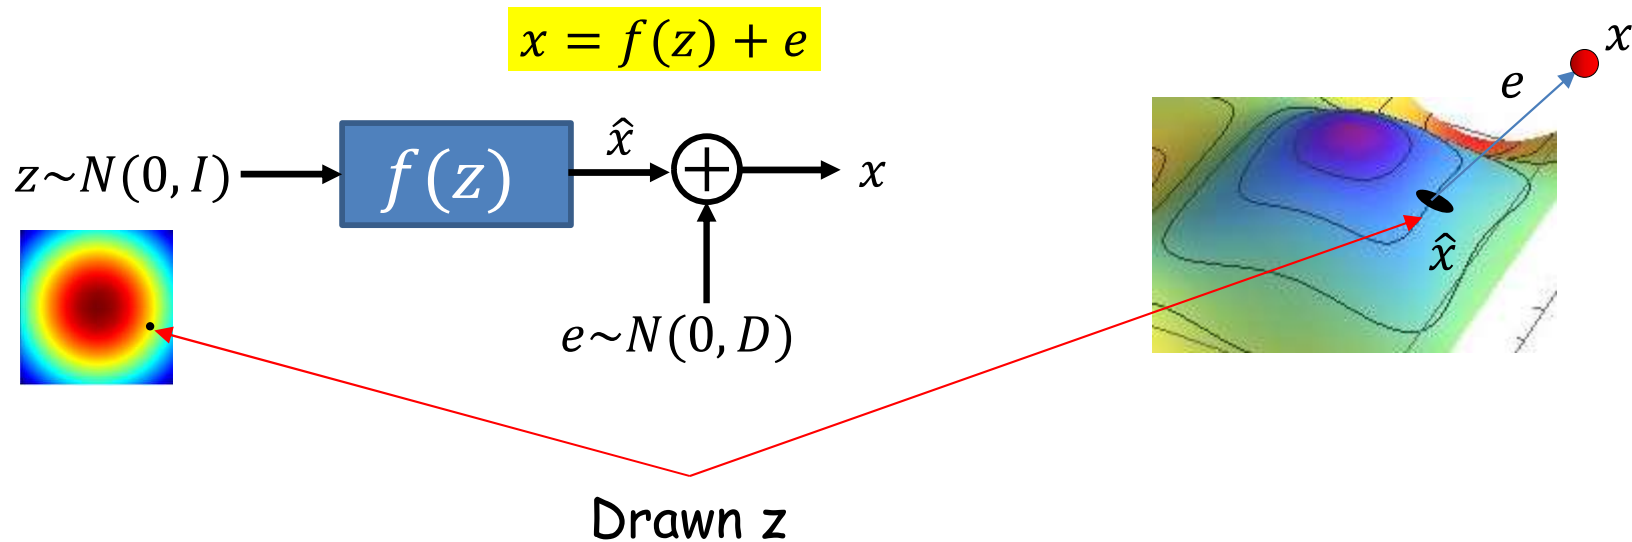 x = f(z) + e
z~N(0, I)
f(z)
x̂
x
e~N(0, D)
Drawn z
x
e
x̂